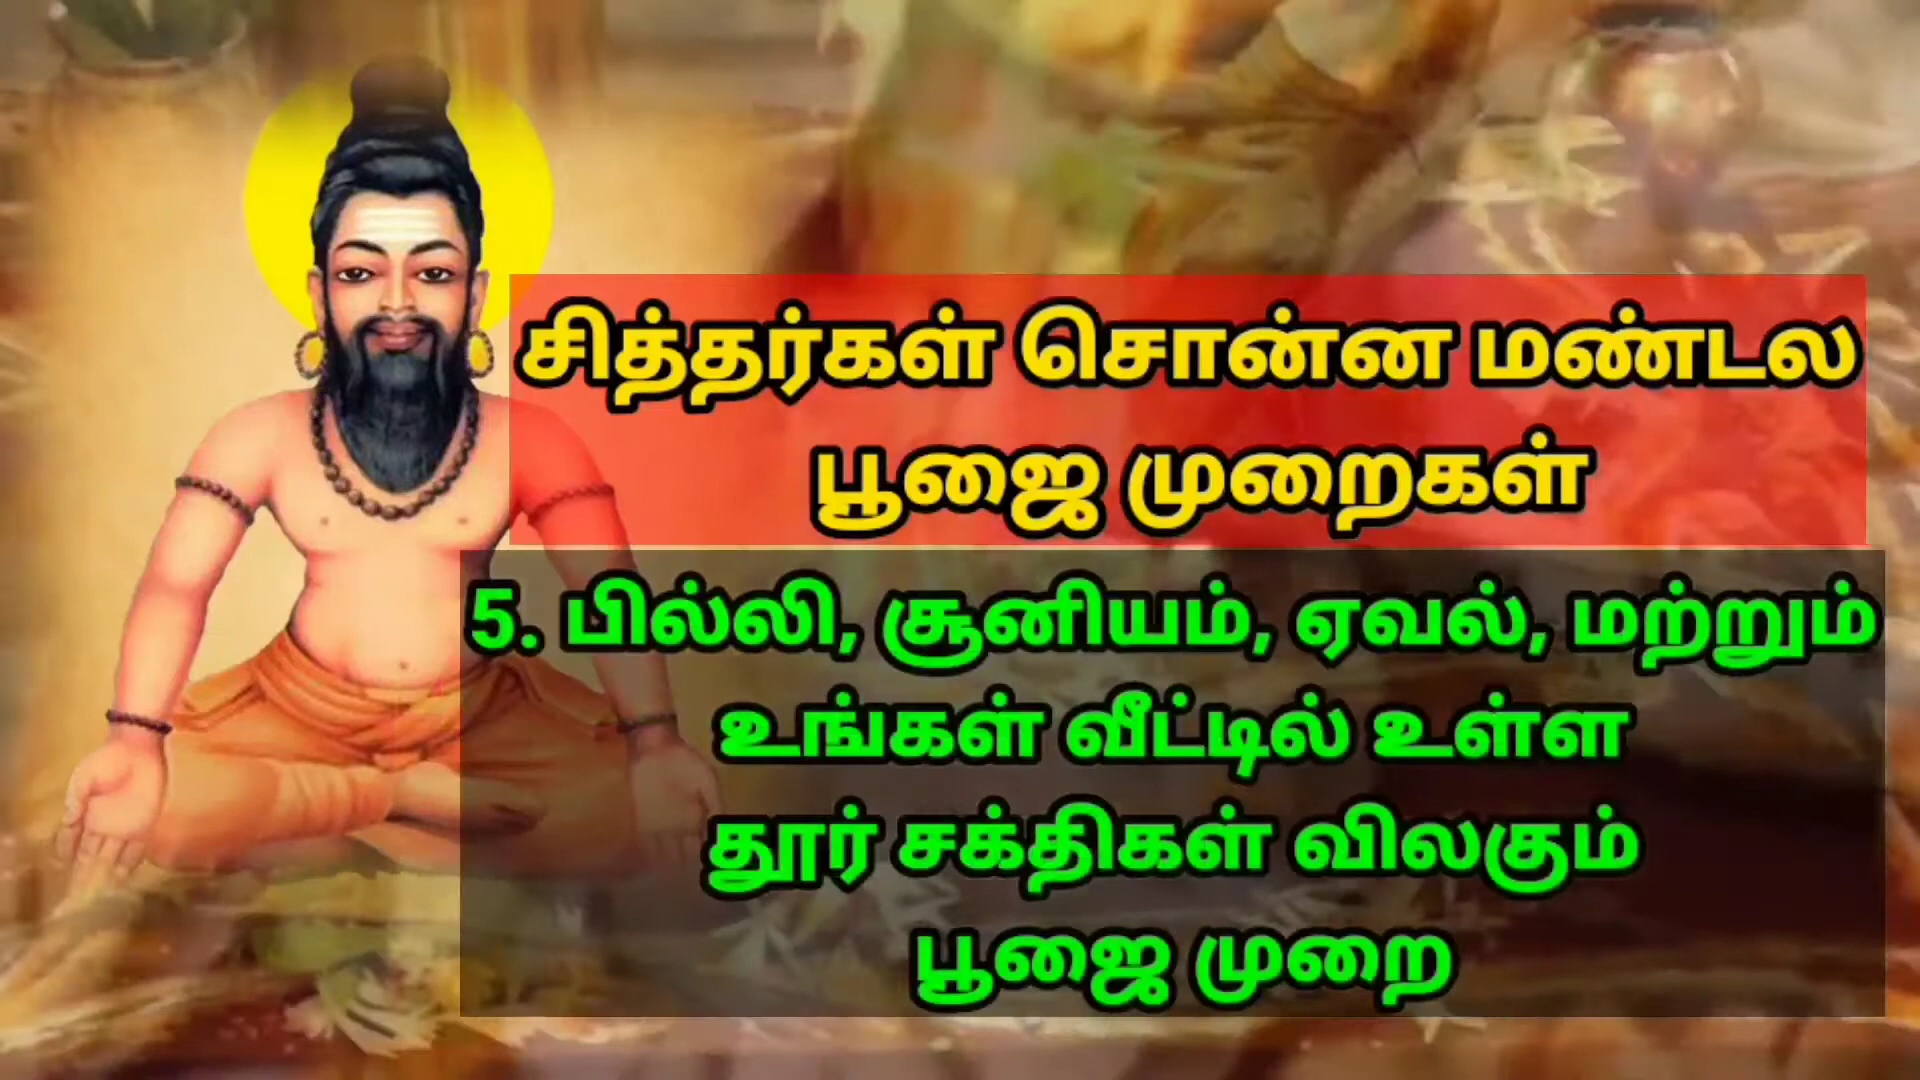 சித்தர்கள் சொன்ன மண்டல
பூஜை முறைகள்
5. பில்லி, சூனியம், ஏவல், மற்றும்
உங்கள் வீட்டில் உள்ள
தூர் சக்திகள் விலகும்
பூஜை முறை